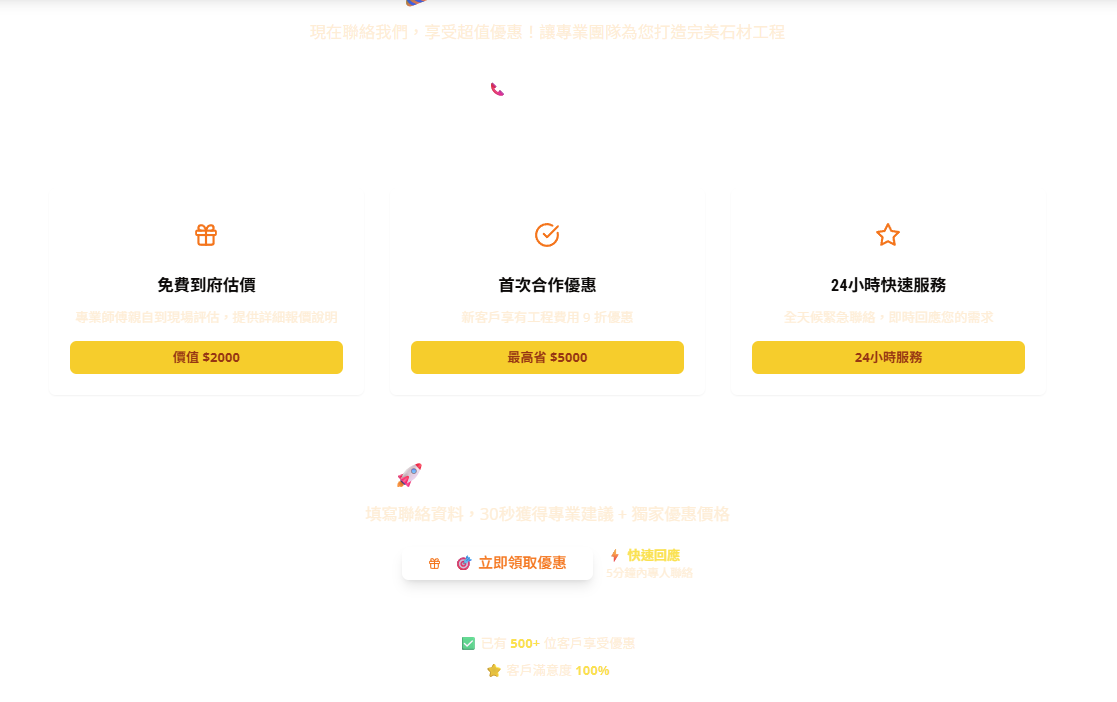 現在聯絡我們，享受超值優惠！讓專業團隊為您打造完美石材工程
免費到府估價
專業師傅親自到現場評估，提供詳細報價說明
價值 $2000
首次合作優惠
新客戶享有工程費用 9 折優惠
最高省 $5000
24小時快速服務
全天候緊急聯絡，即時回應您的需求
24小時服務
填寫聯絡資料，30秒獲得專業建議 + 獨家優惠價格
立即領取優惠
快速回應
5分鐘內專人聯絡
已有 500+ 位客戶享受優惠
客戶滿意度 100%